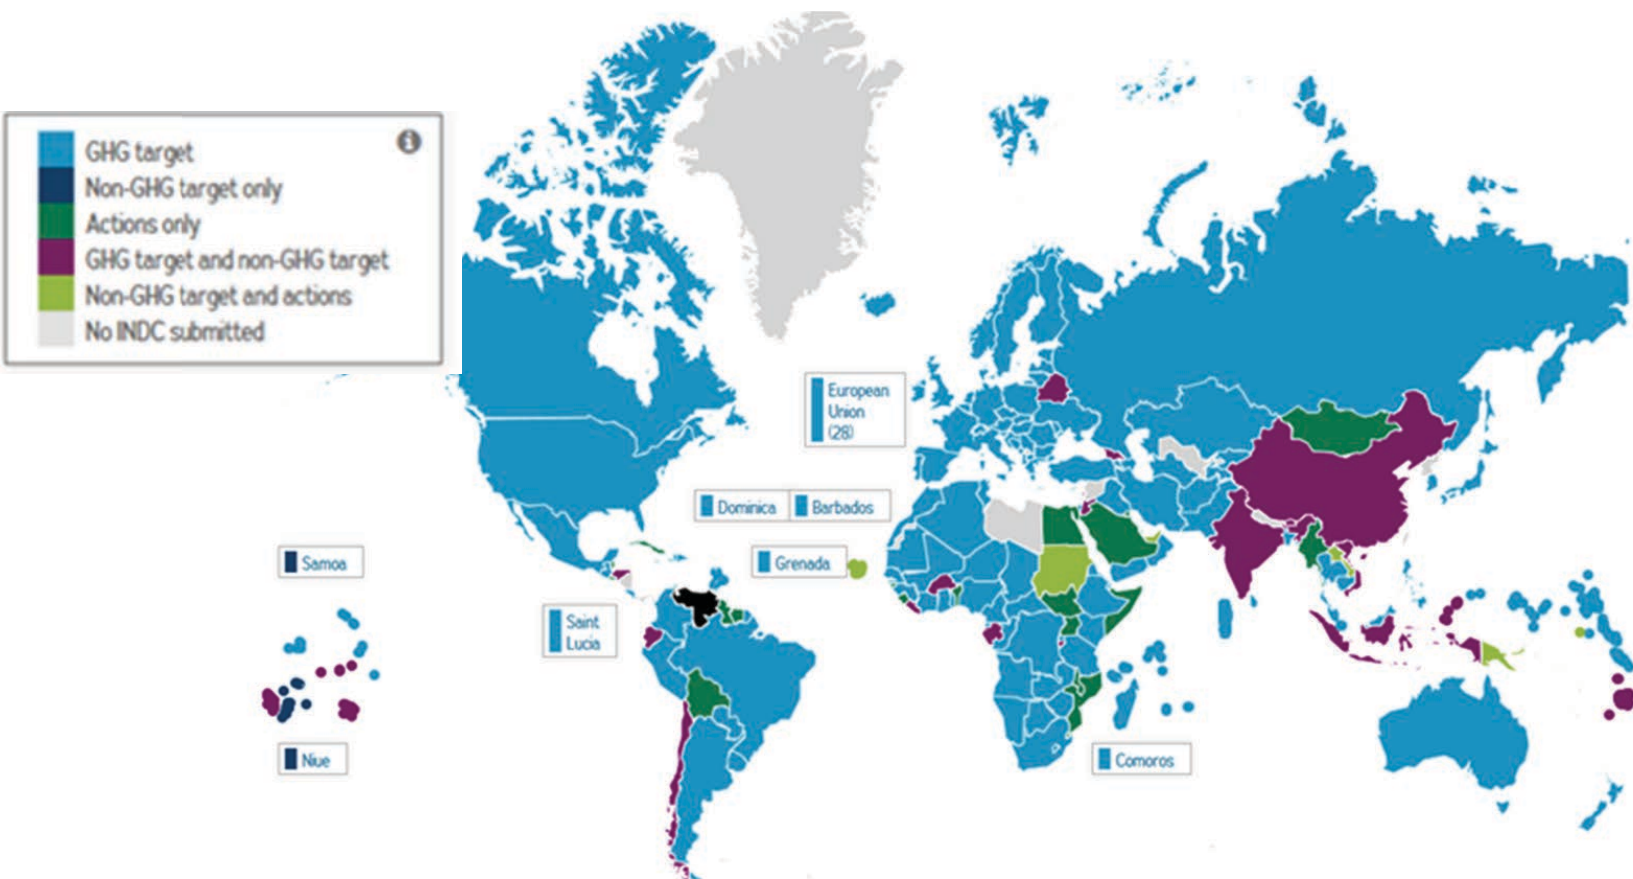 GHG target
Non-GHG target only
Actions only
GHG target and non-GHG target
Non-GHG target and actions
No INDC submitted
European
Union
(28)
Dominica
Barbados
Samoa
Grenada
Saint
Lucia
Niue
Comoros